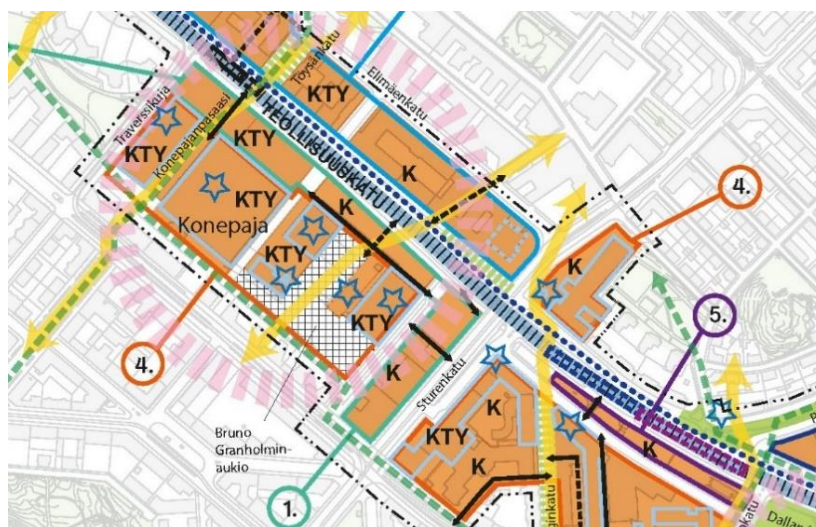 Töysänkatu
Elimäenkatu
KTY
Traverssikuja
Konepajanpasaasi
TEOLLISUUSKATU
KTY
K
KTY
4.
Konepaja
K
K
KTY
5.
KTY
4.
K
Sturenkatu
K
KTY
K
Bruno
Granholmin-
aukio
1.